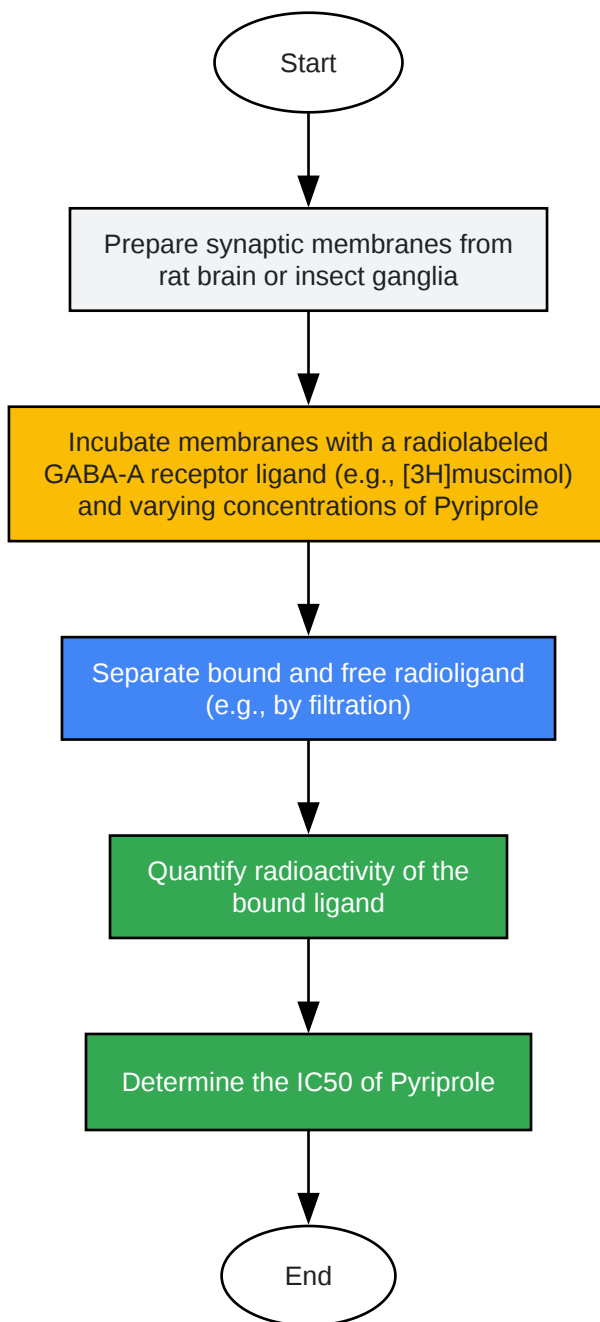 Start
Prepare synaptic membranes from
rat brain or insect ganglia
Incubate membranes with a radiolabeled
GABA-A receptor ligand (e.g., [3H]muscimol)
and varying concentrations of Pyriprole
Separate bound and free radioligand
(e.g., by filtration)
Quantify radioactivity of the
bound ligand
Determine the IC50 of Pyriprole
End